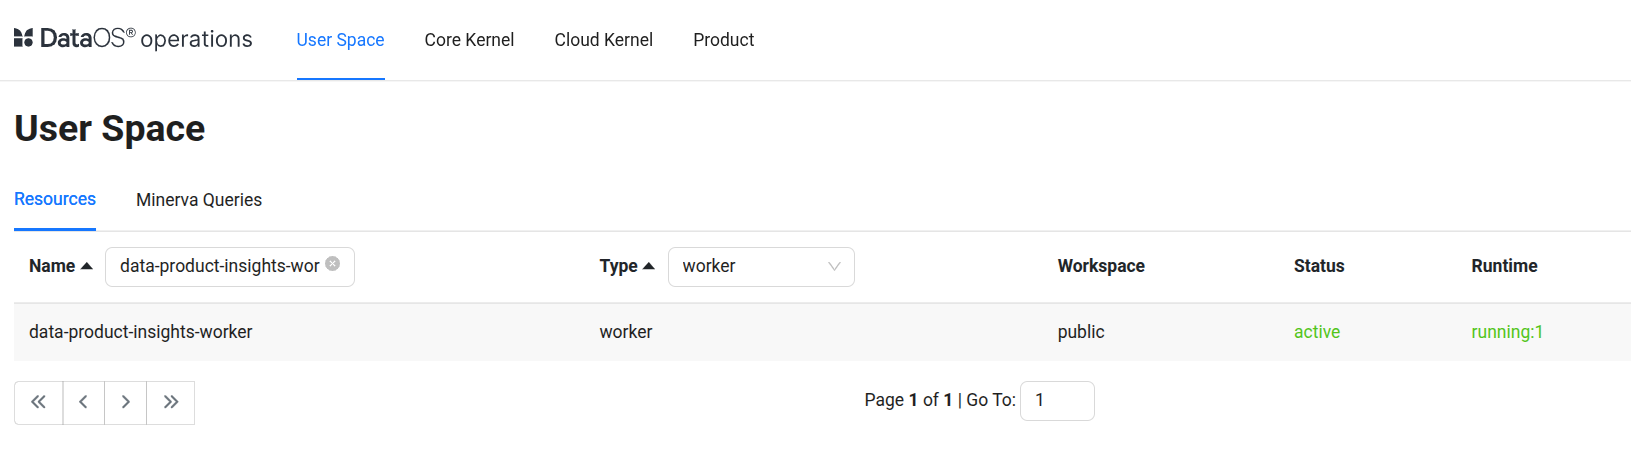 DataOS® operations User Space Core Kernel Cloud Kernel Product
User Space
Resources Minerva Queries
Name data-product-insights-wor Type worker Workspace Status Runtime
data-product-insights-worker worker public active running:1
Page 1 of 1 | Go To: 1